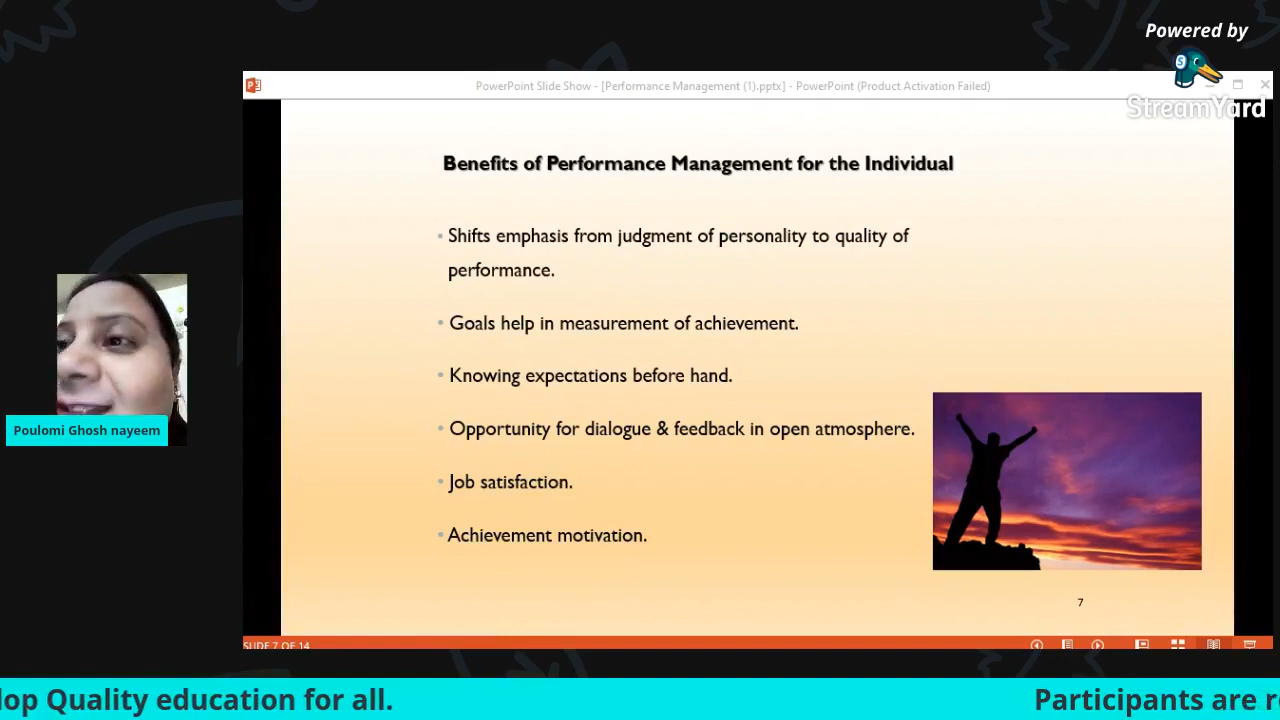 Powered by
StreamYard
PowerPoint Slide Show - [Performance Management (1).pptx] - PowerPoint (Product Activation Failed)
Benefits of Performance Management for the Individual
• Shifts emphasis from judgment of personality to quality of
performance.
• Goals help in measurement of achievement.
• Knowing expectations before hand.
• Opportunity for dialogue & feedback in open atmosphere.
• Job satisfaction.
• Achievement motivation.
7
SLIDE 7 OF 14
Poulomi Ghosh nayeem
Quality education for all.
Participants are